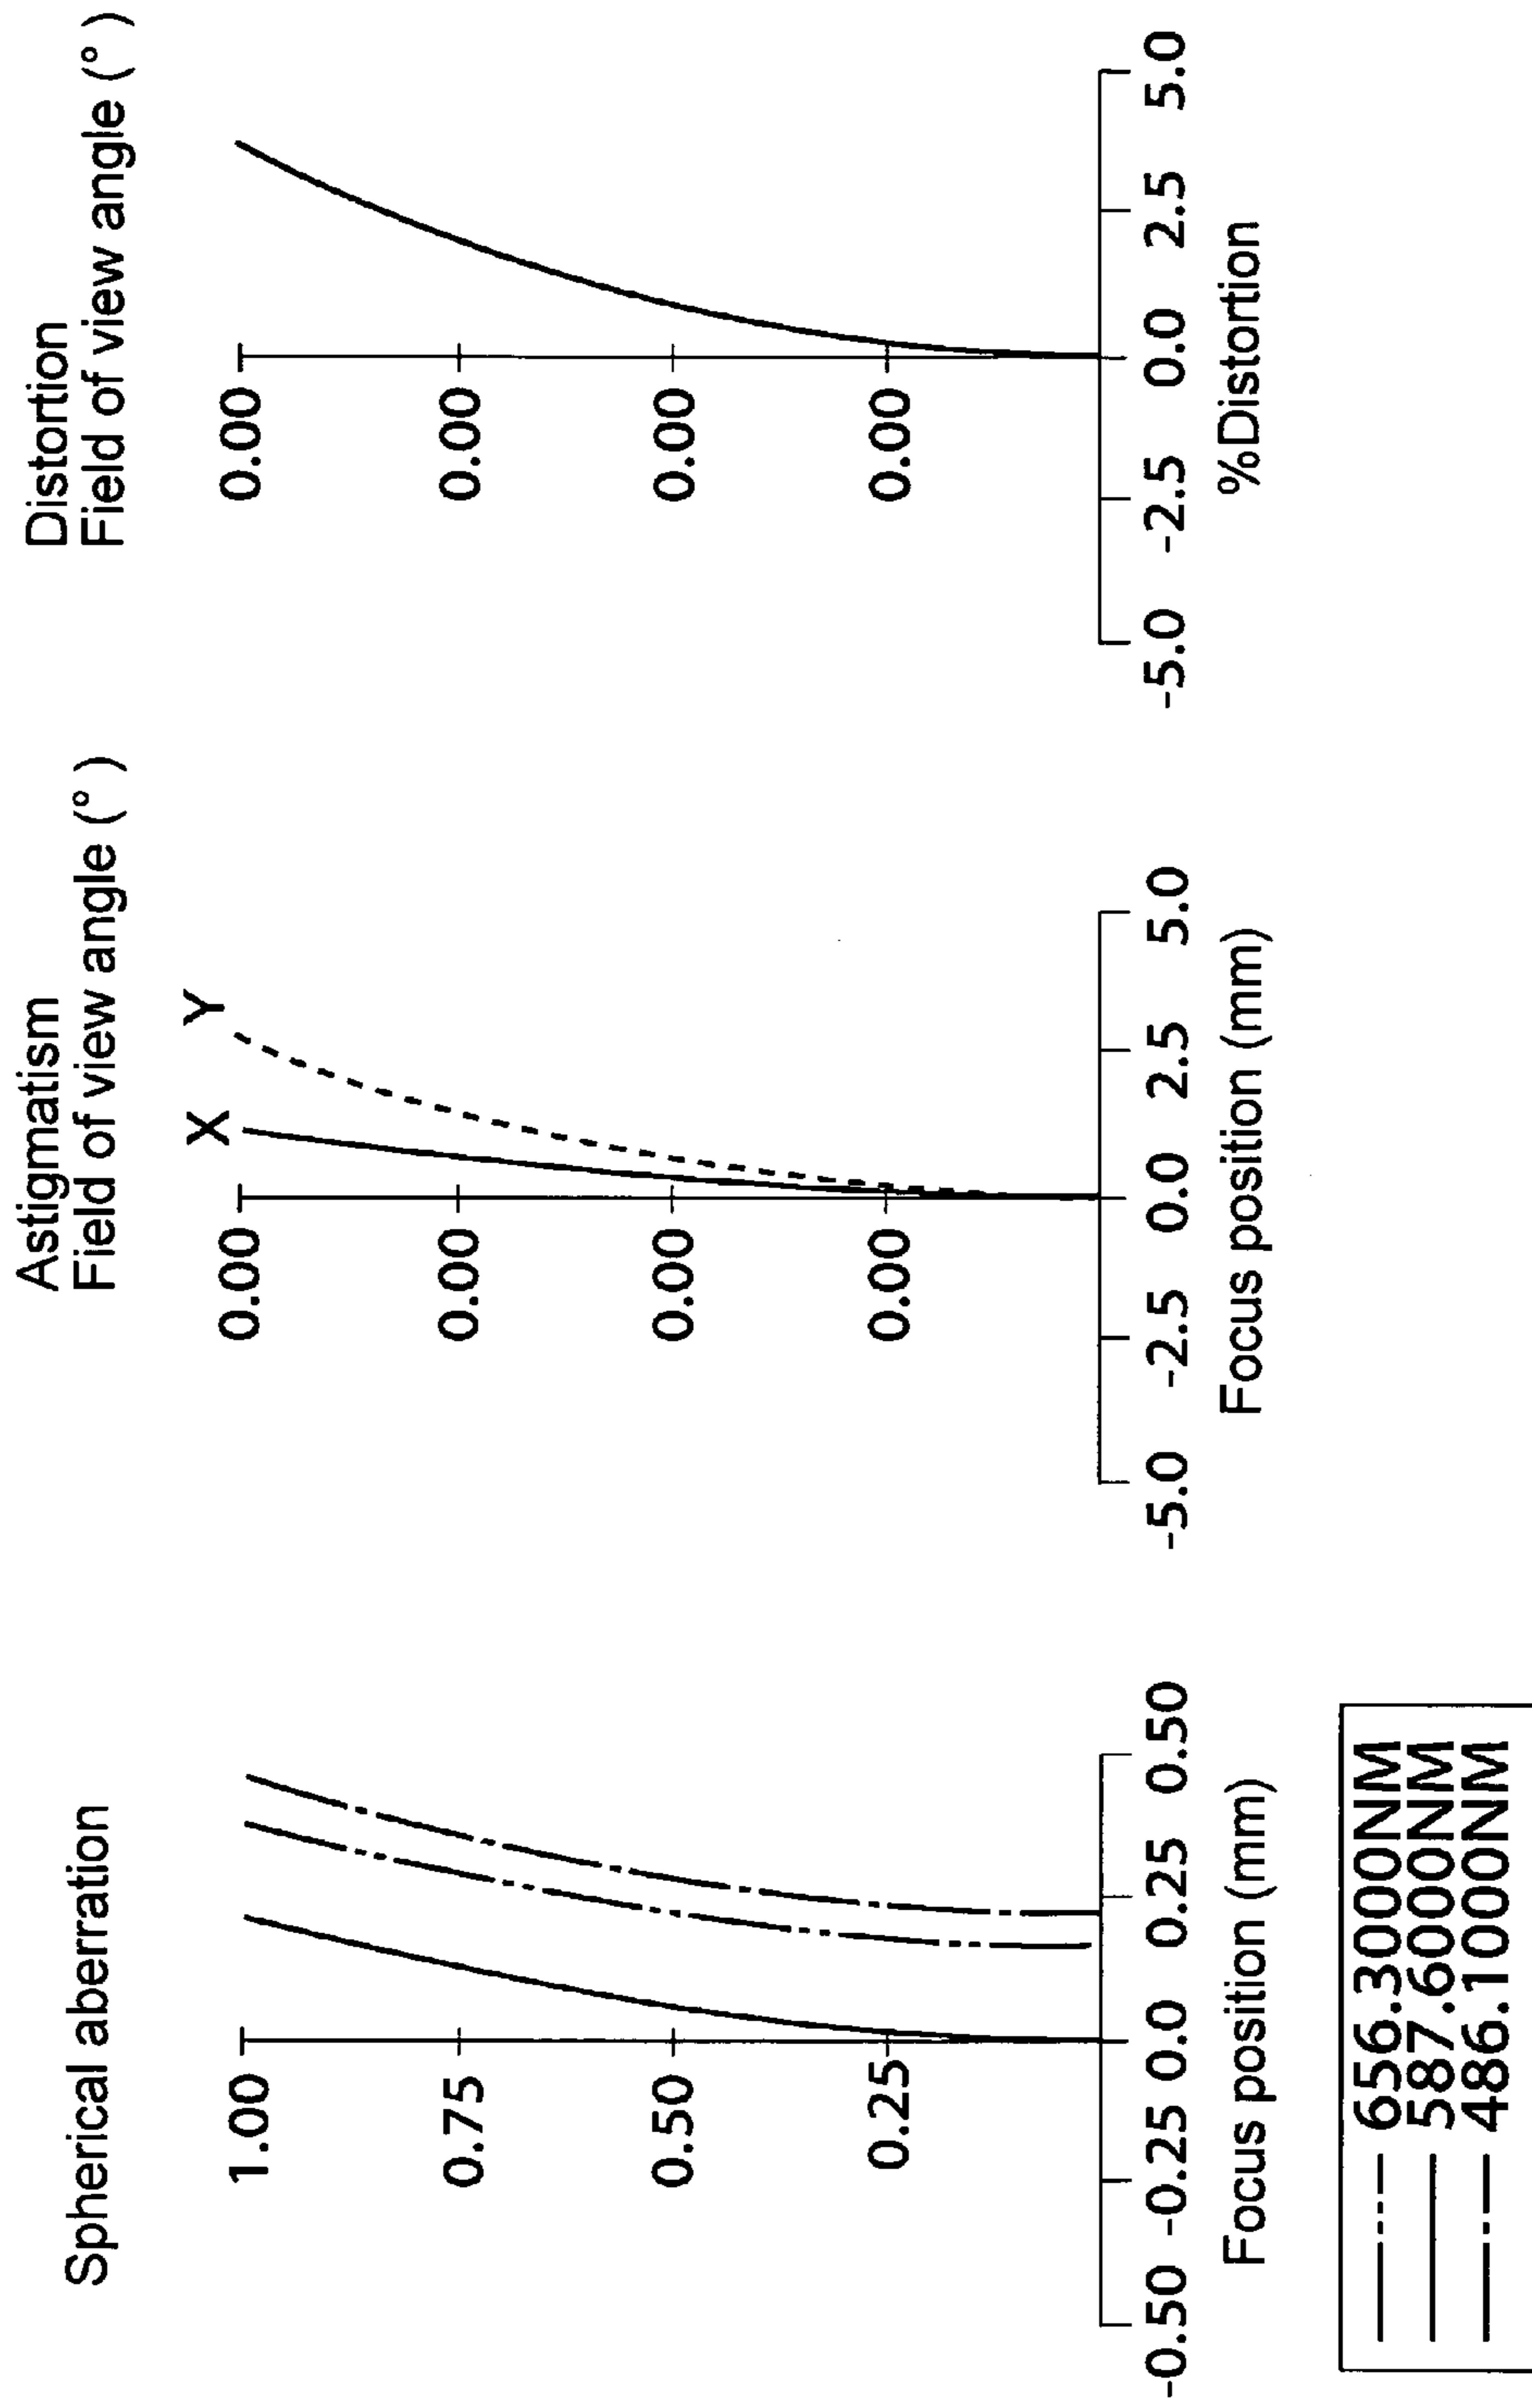 Spherical aberration
1.00
0.75
0.50
0.25
-0.50 -0.25 0.0 0.25 0.50
Focus position (mm)
656.3000NM
587.6000NM
486.1000NM
Astigmatism
Field of view angle (°)
X
Y
0.00
0.00
0.00
0.00
-5.0 -2.5 0.0 2.5 5.0
Focus position (mm)
Distortion
Field of view angle (°)
0.00
0.00
0.00
0.00
-5.0 -2.5 0.0 2.5 5.0
%Distortion